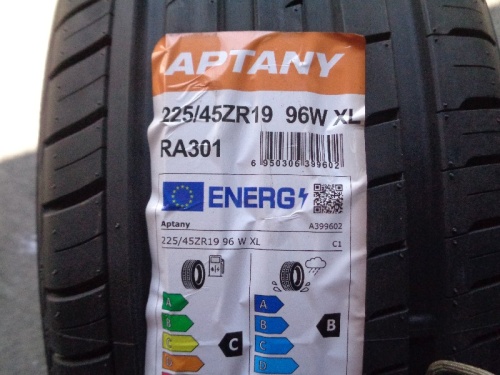 APTANY
225/45ZR19 96W XL
RA301
6 950306 399602
ENERG
Aptany A399602
225/45ZR19 96 W XL C1
A A
B B B
C C C
D D